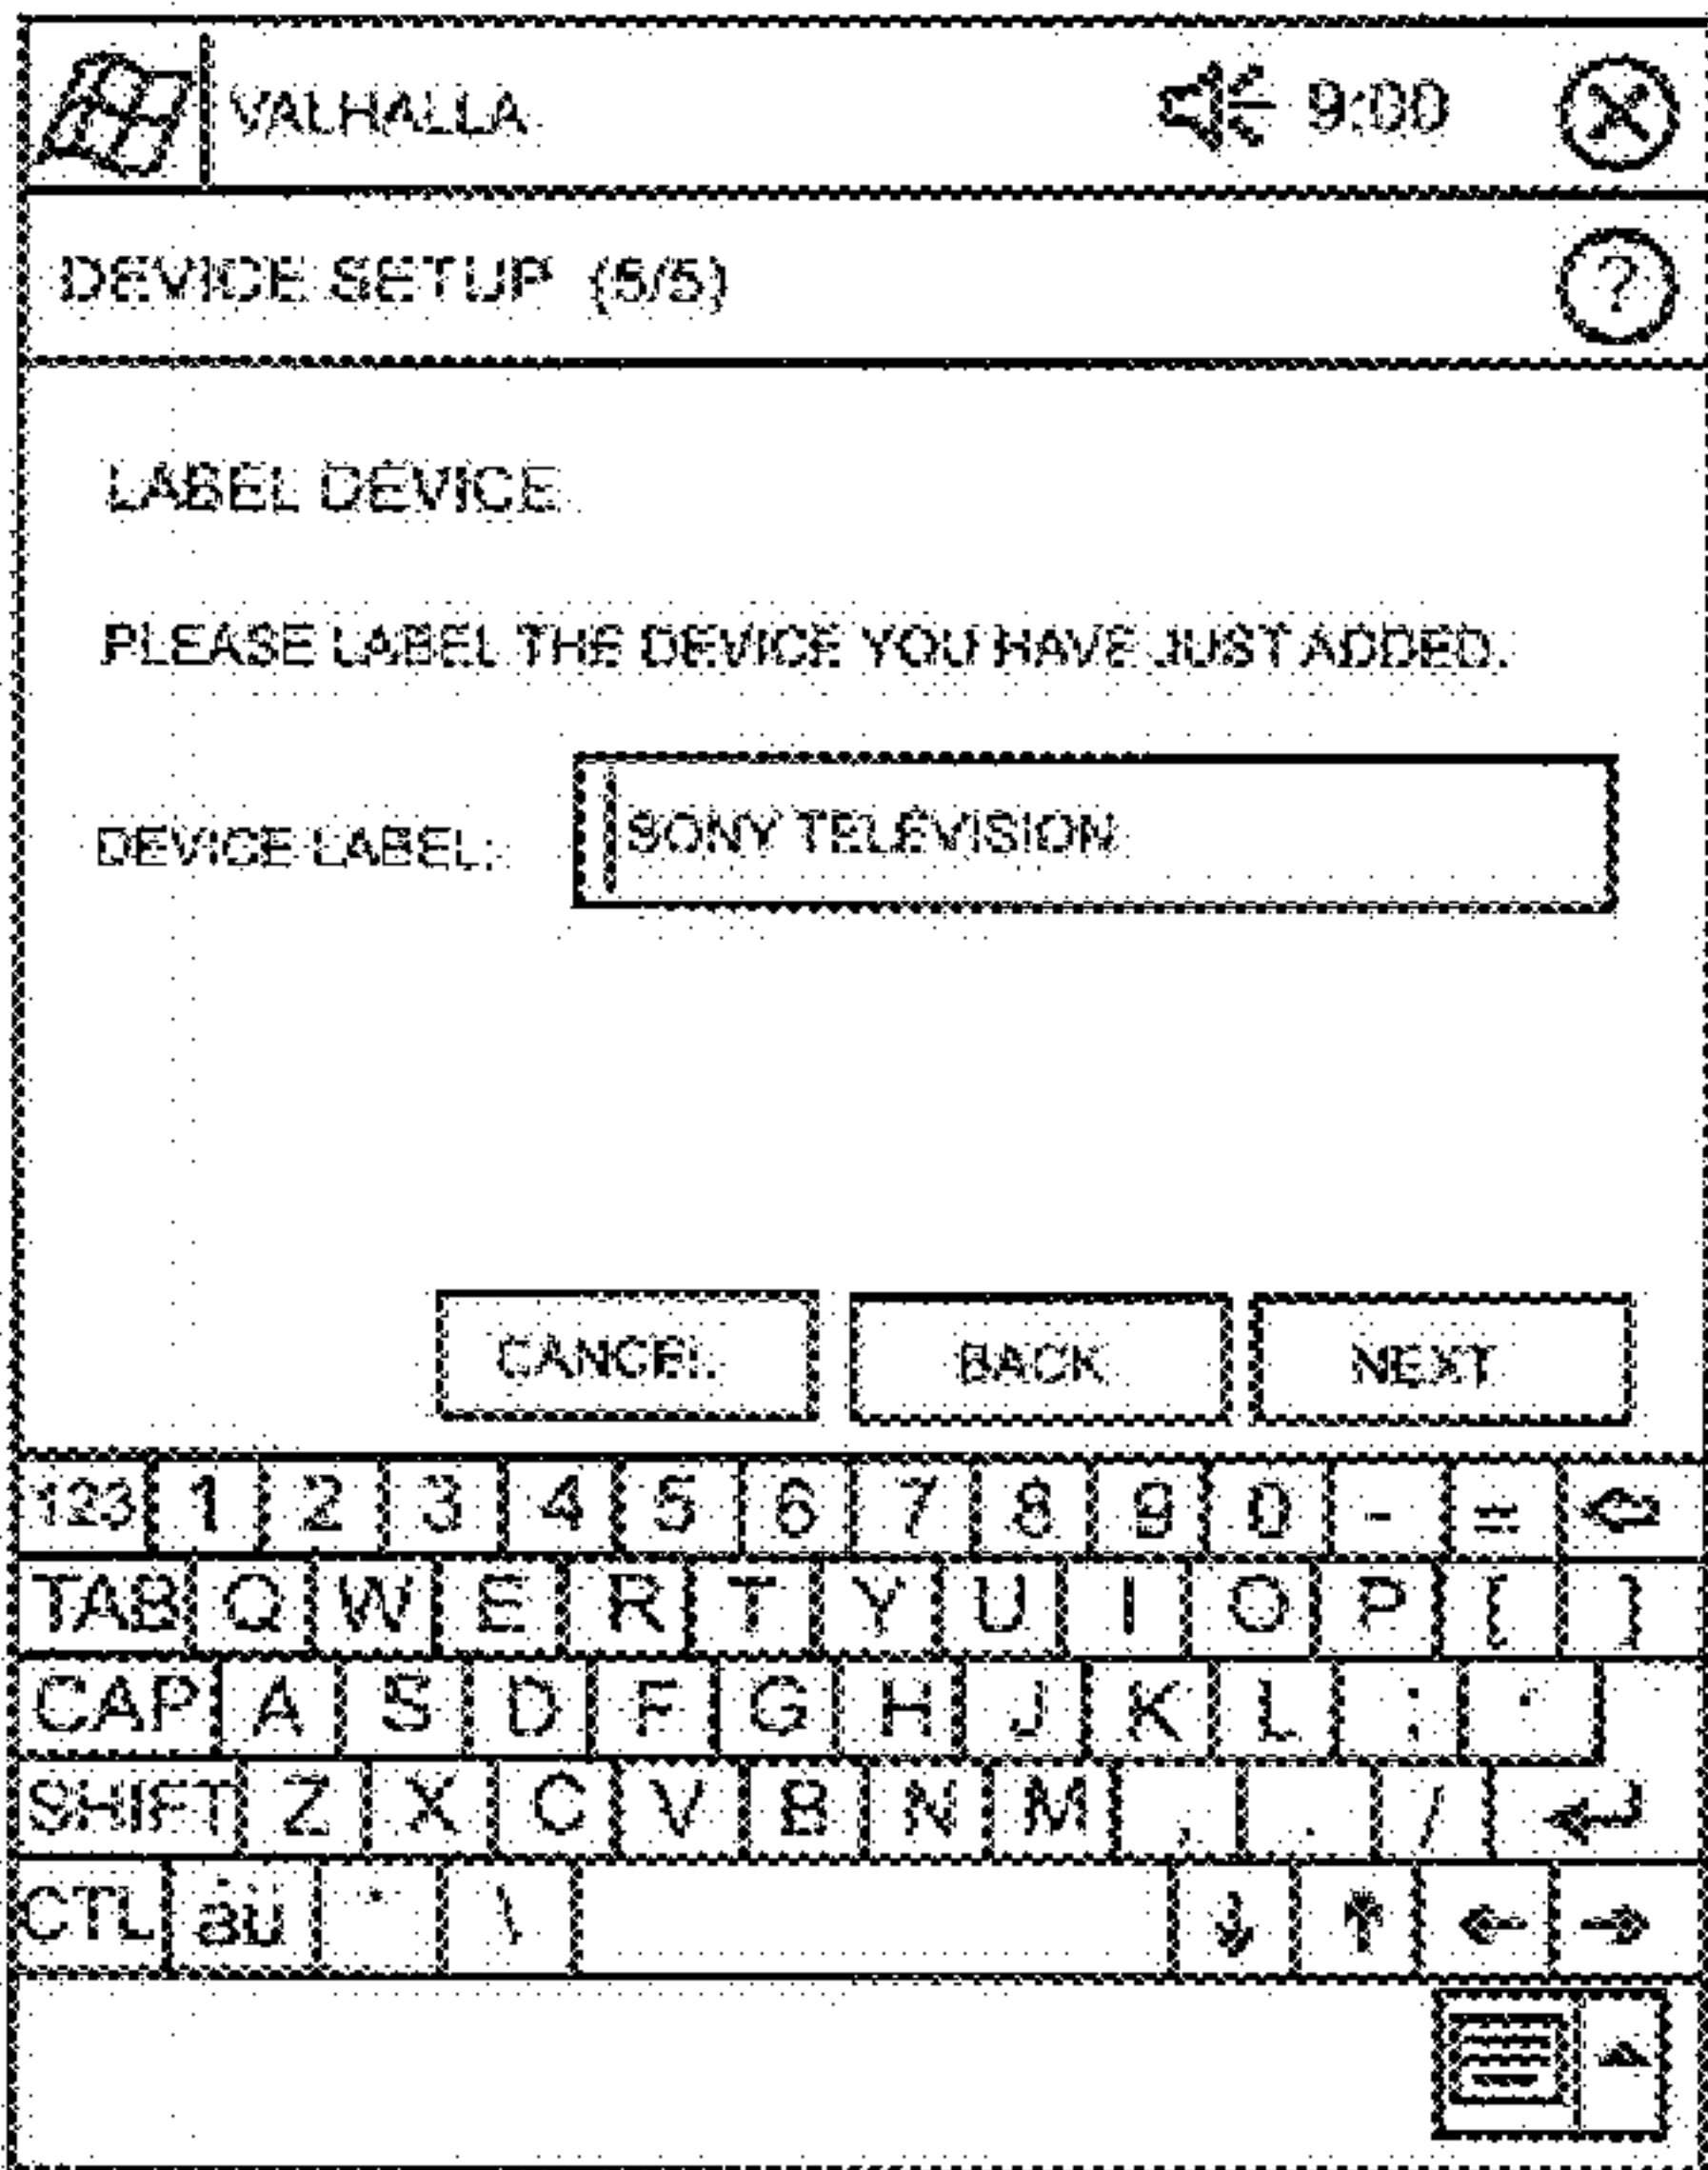 VALHALLA 9:00
DEVICE SETUP (5/5) ?
LABEL DEVICE
PLEASE LABEL THE DEVICE YOU HAVE JUST ADDED.
DEVICE LABEL: SONY TELEVISION
CANCEL BACK NEXT
123 1 2 3 4 5 6 7 8 9 0 - =
TAB Q W E R T Y U I O P [ ]
CAP A S D F G H J K L ; '
SHIFT Z X C V B N M , . /
CTL áü ` \